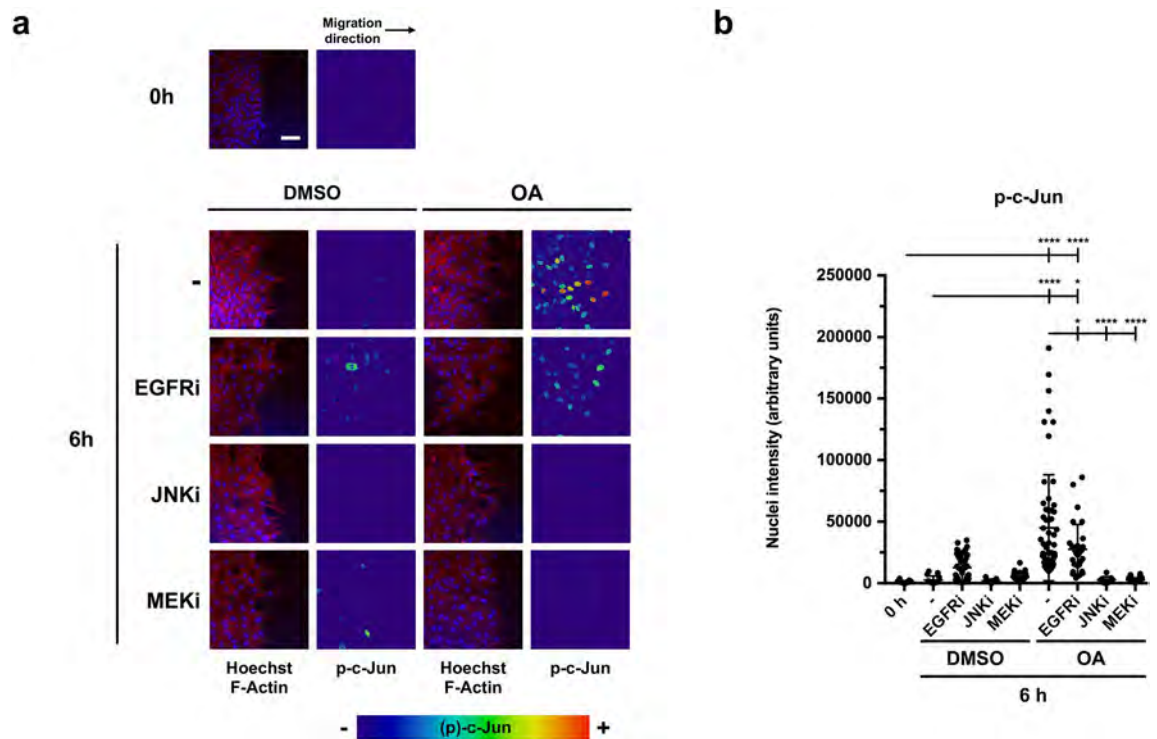 a
Migration
direction
0h
DMSO
OA
-
EGFRi
6h
JNKi
MEKi
Hoechst
F-Actin
p-c-Jun
Hoechst
F-Actin
p-c-Jun
- (p)-c-Jun +
b
p-c-Jun
**** ****
**** *
* **** ****
Nuclei intensity (arbitrary units)
250000
200000
150000
100000
50000
0
0 h - EGFRi JNKi MEKi - EGFRi JNKi MEKi
DMSO OA
6 h